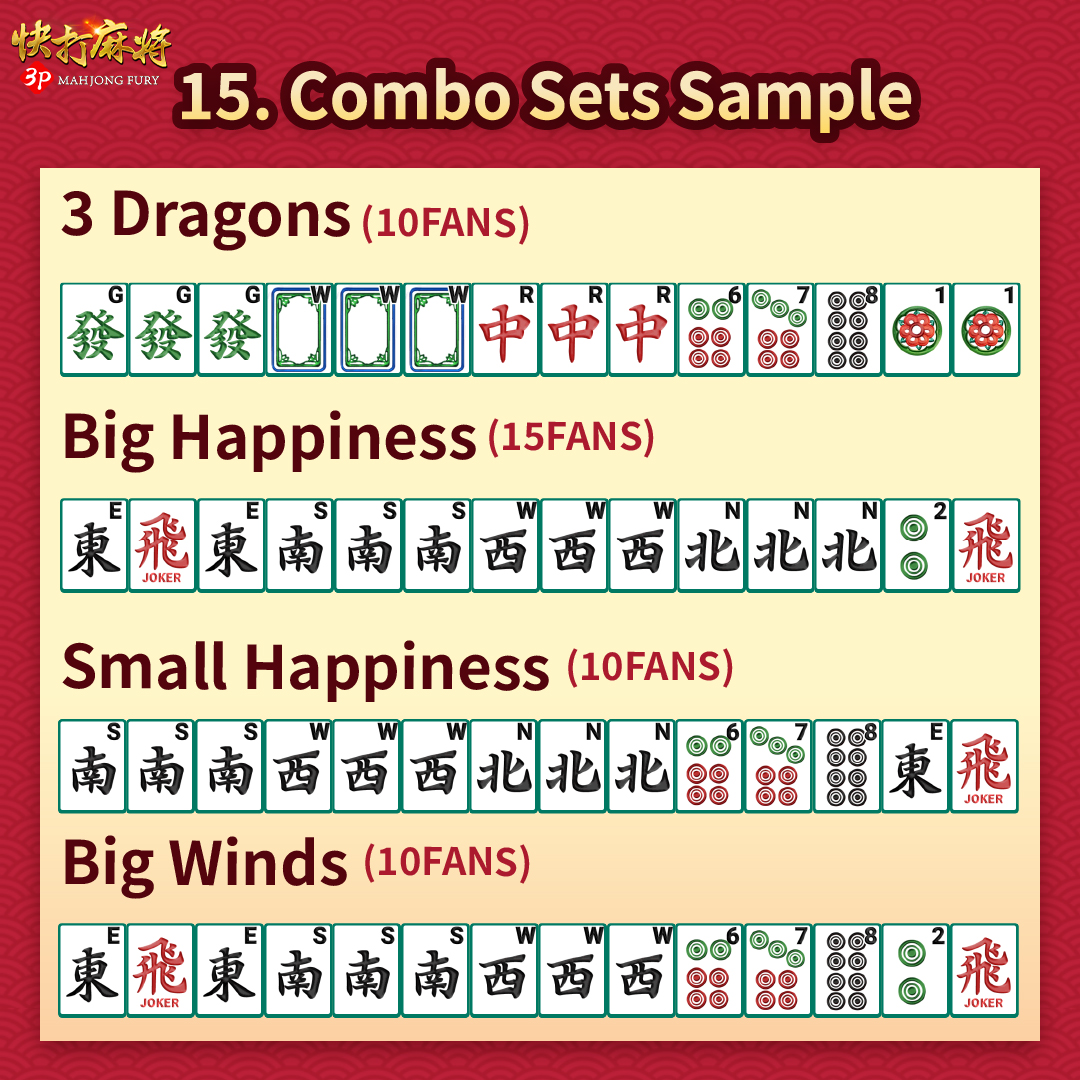 快打麻将
3P MAHJONG FURY
15. Combo Sets Sample
3 Dragons (10FANS)
G G G W W W R R R 6 7 8 1 1
發 發 發 中 中 中
Big Happiness (15FANS)
E E S S S W W W N N N 2
東 飛 東 南 南 南 西 西 西 北 北 北 飛
JOKER JOKER
Small Happiness (10FANS)
S S S W W W N N N 6 7 8 E
南 南 南 西 西 西 北 北 北 東 飛
JOKER
Big Winds (10FANS)
E E S S S W W W 6 7 8 2
東 飛 東 南 南 南 西 西 西 飛
JOKER JOKER